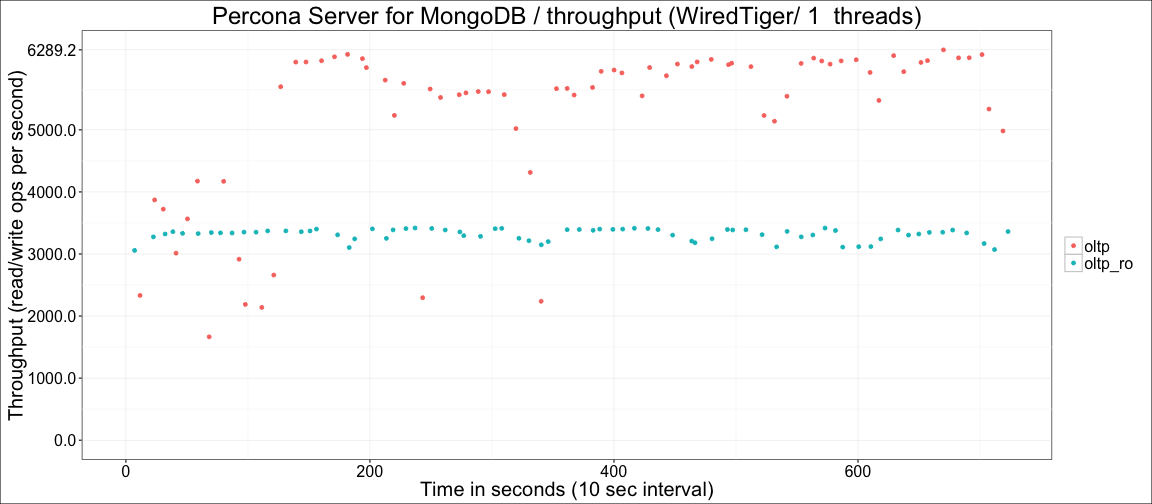 Percona Server for MongoDB / throughput (WiredTiger/ 1  threads)
Throughput (read/write ops per second)
6289.2
5000.0
4000.0
3000.0
2000.0
1000.0
0.0
oltp
oltp_ro
0 200 400 600
Time in seconds (10 sec interval)